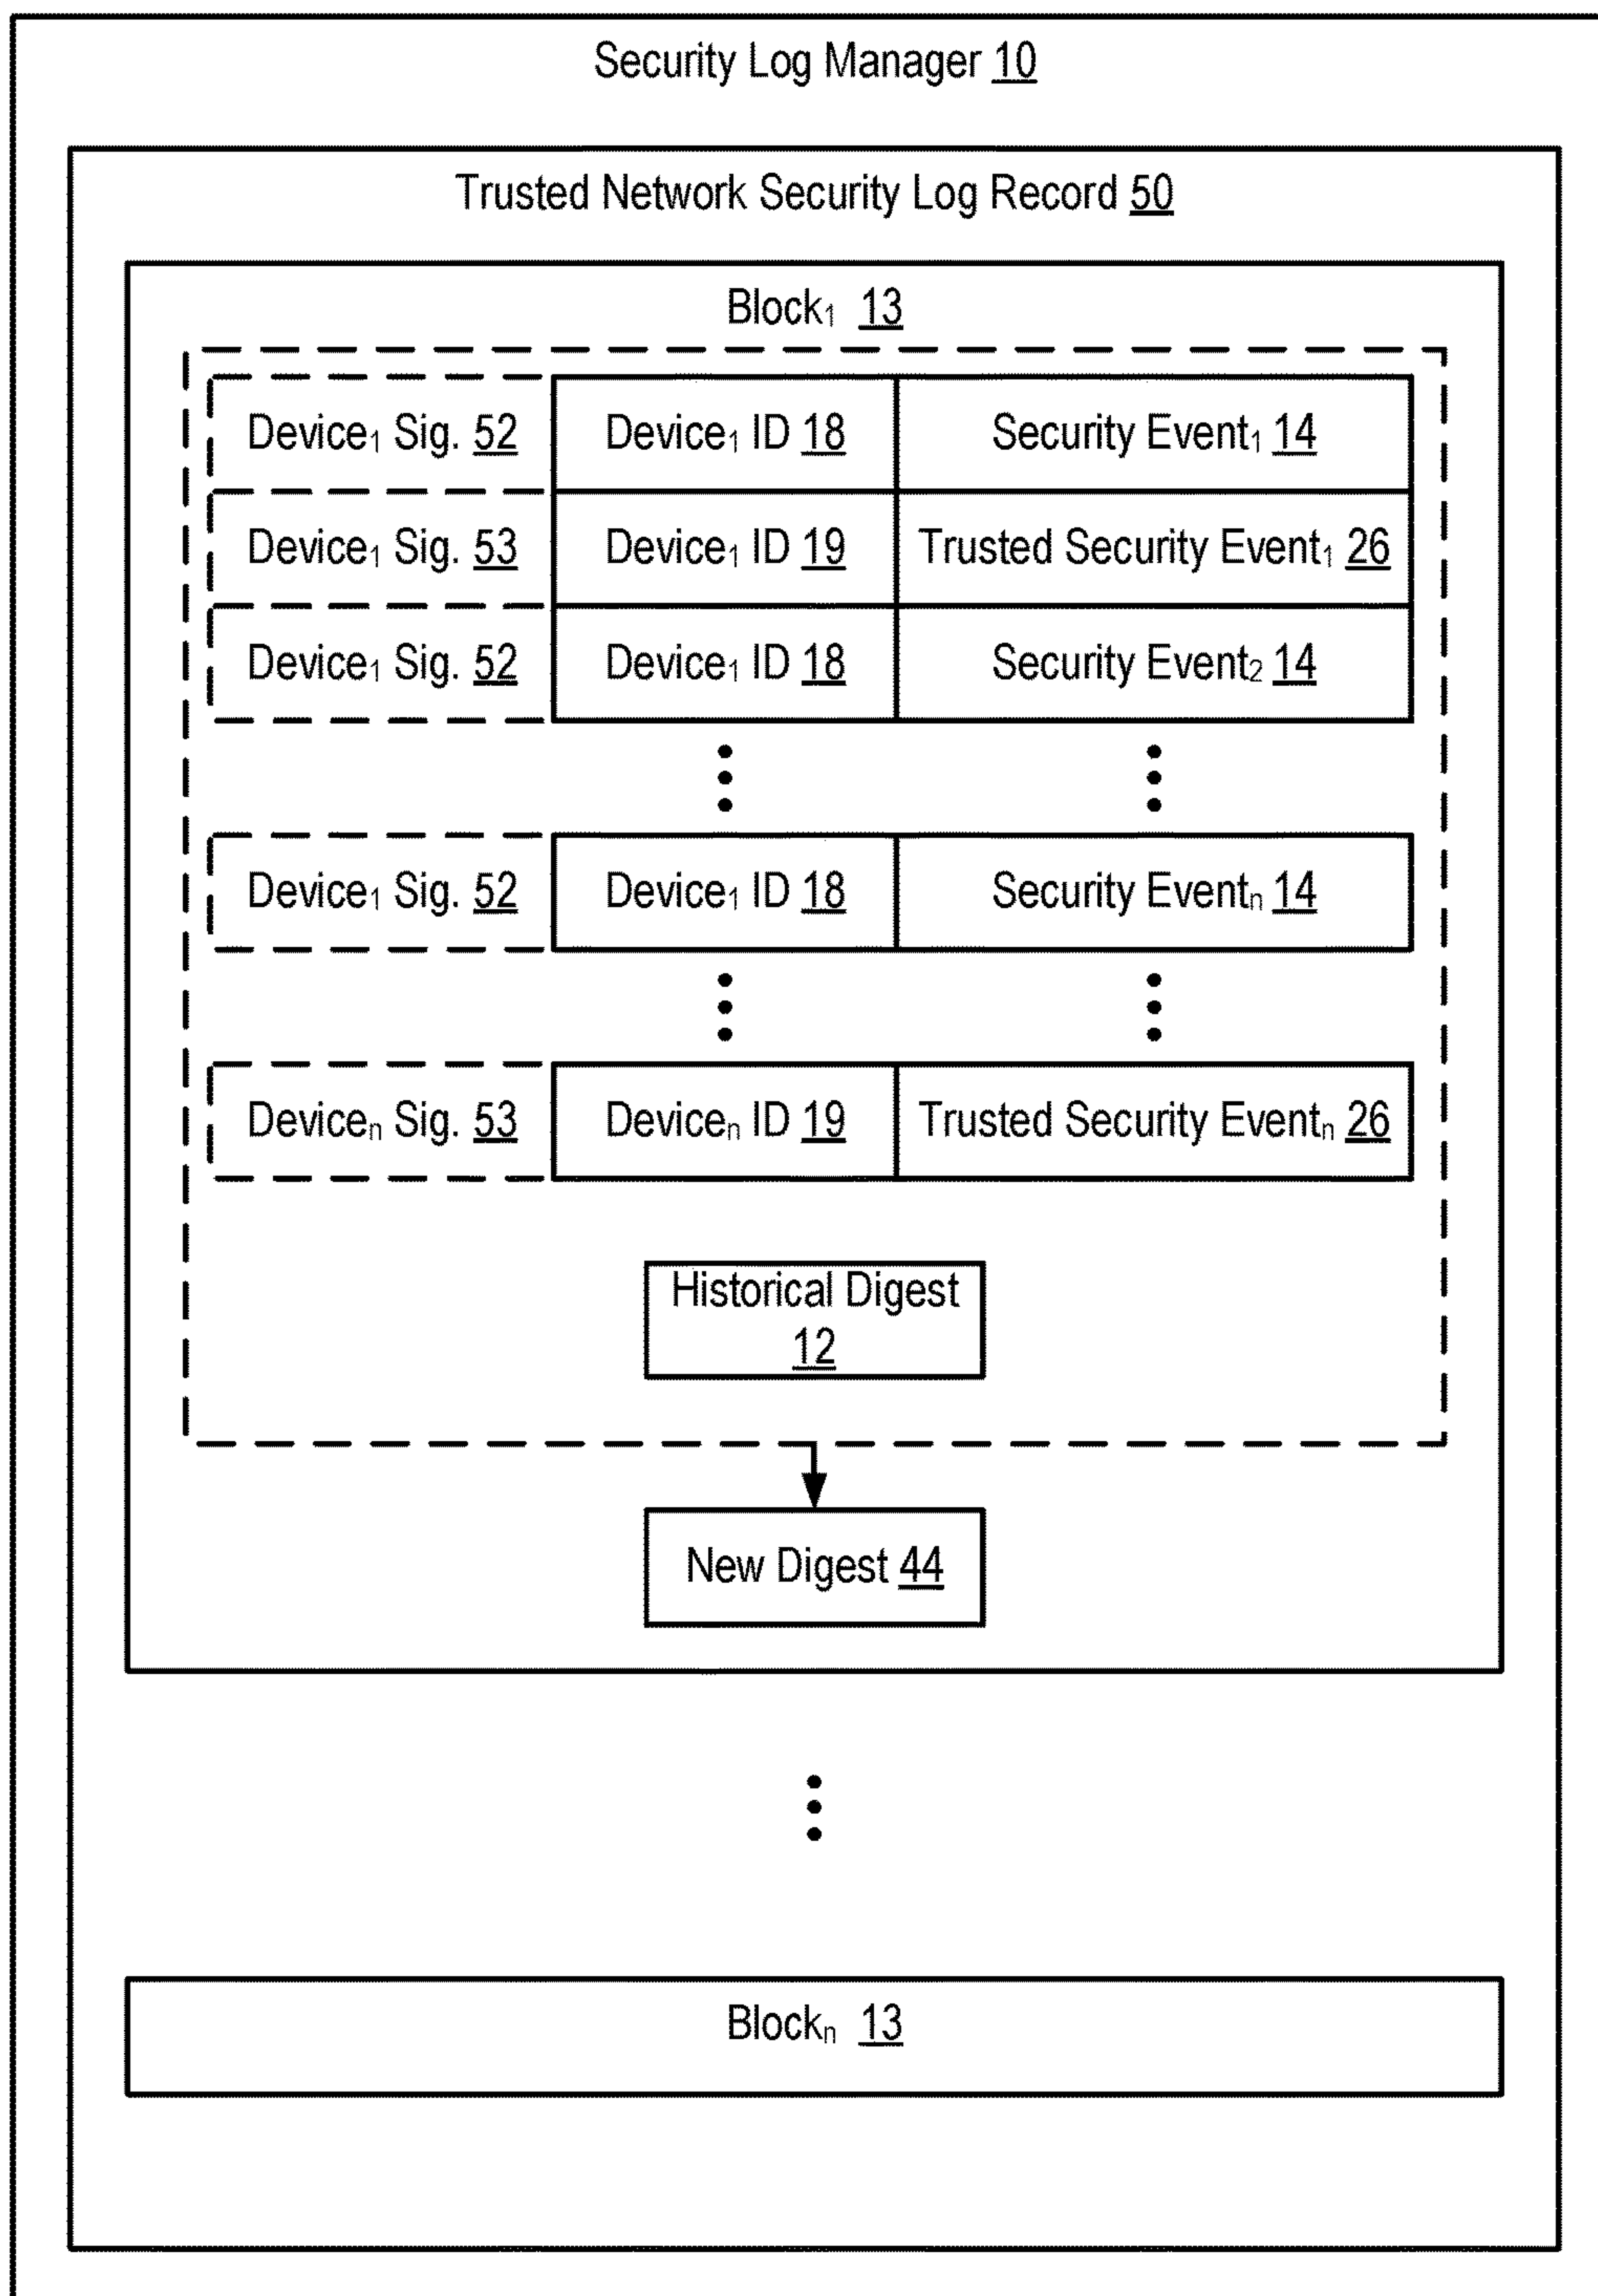 Security Log Manager 10
Trusted Network Security Log Record 50
Block₁ 13
Device₁ Sig. 52 Device₁ ID 18 Security Event₁ 14
Device₁ Sig. 53 Device₁ ID 19 Trusted Security Event₁ 26
Device₁ Sig. 52 Device₁ ID 18 Security Event₂ 14
Device₁ Sig. 52 Device₁ ID 18 Security Eventₙ 14
Deviceₙ Sig. 53 Deviceₙ ID 19 Trusted Security Eventₙ 26
Historical Digest
12
New Digest 44
Blockₙ 13